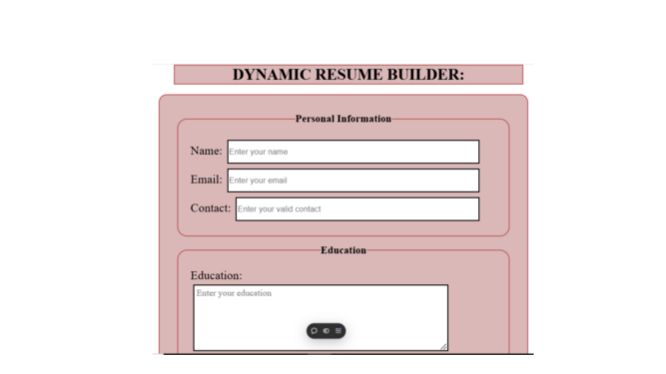 DYNAMIC RESUME BUILDER:
Personal Information
Name: Enter your name
Email: Enter your email
Contact: Enter your valid contact
Education
Education:
Enter your education